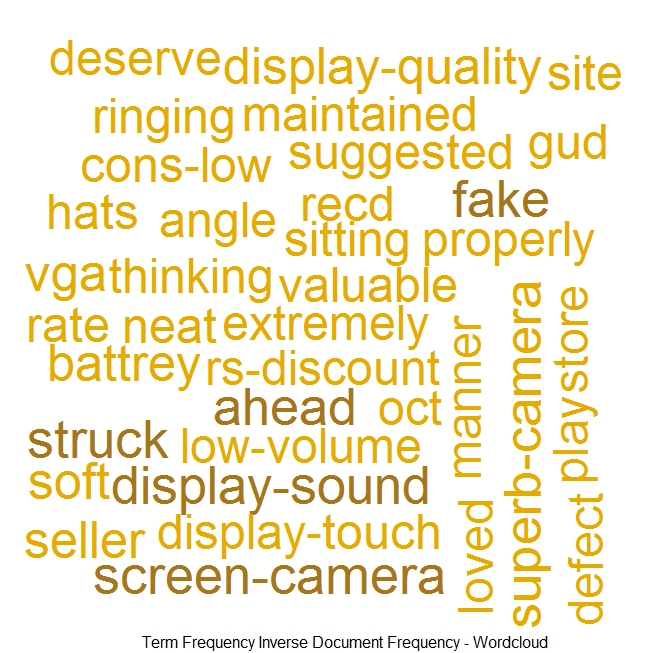 deserve display-quality site
ringing maintained
cons-low suggested gud
hats angle recd fake
sitting properly
vga thinking valuable
rate neat extremely
battrey rs-discount
ahead oct
struck low-volume
soft display-sound
seller display-touch
screen-camera
loved manner
superb-camera
defect playstore
Term Frequency Inverse Document Frequency - Wordcloud